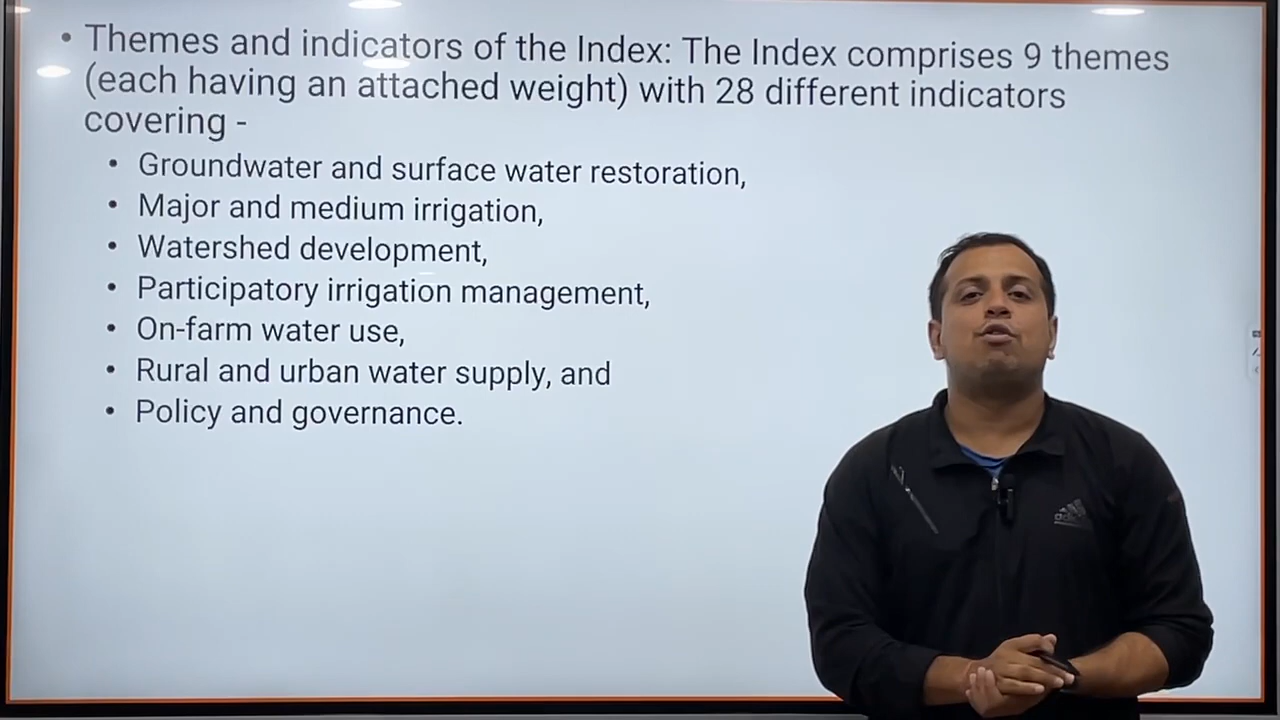 • Themes and indicators of the Index: The Index comprises 9 themes
(each having an attached weight) with 28 different indicators
covering -
• Groundwater and surface water restoration,
• Major and medium irrigation,
• Watershed development,
• Participatory irrigation management,
• On-farm water use,
• Rural and urban water supply, and
• Policy and governance.
adidas